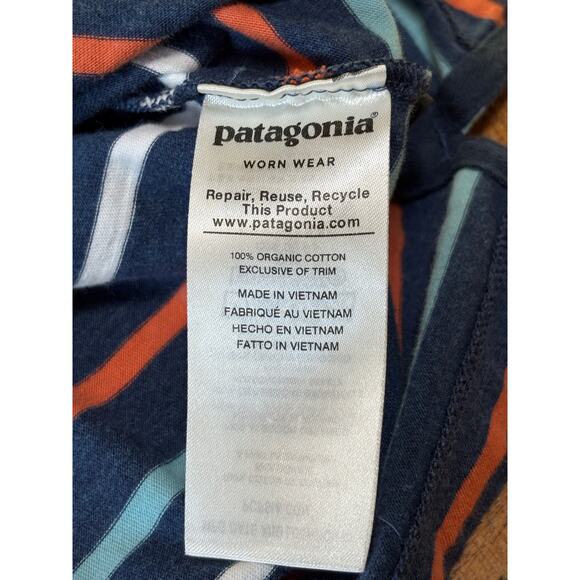 patagonia®
WORN WEAR
Repair, Reuse, Recycle
This Product
www.patagonia.com
100% ORGANIC COTTON
EXCLUSIVE OF TRIM
MADE IN VIETNAM
FABRIQUÉ AU VIETNAM
HECHO EN VIETNAM
FATTO IN VIETNAM